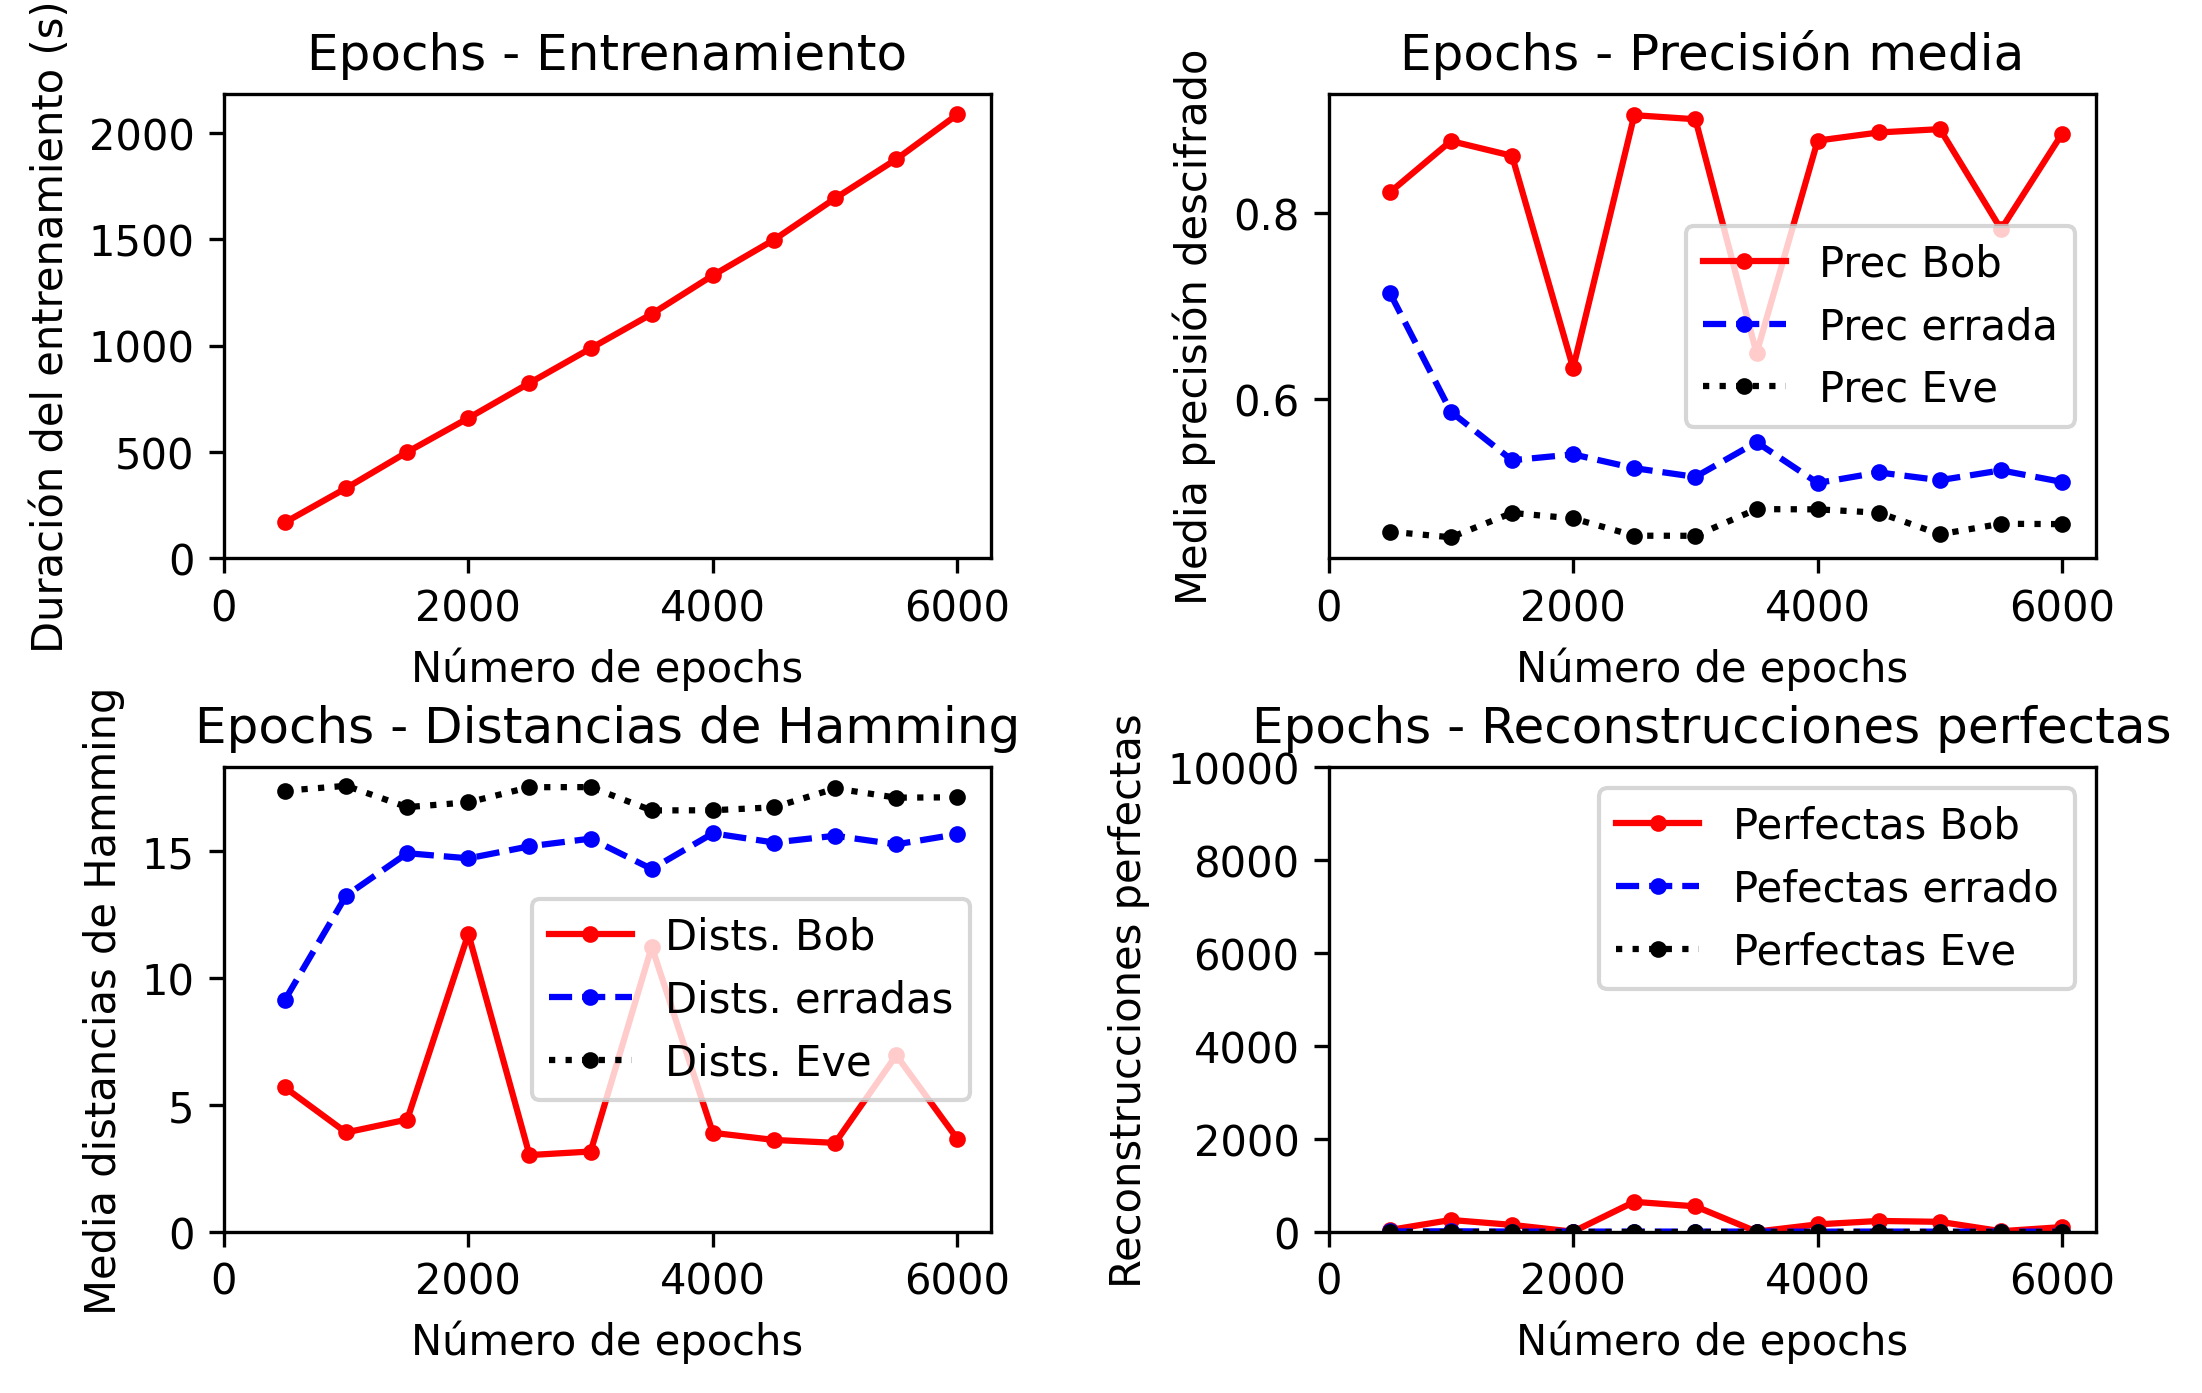 Epochs - Entrenamiento
Duración del entrenamiento (s)
2000
1500
1000
500
0
0 2000 4000 6000
Número de epochs
Epochs - Precisión media
Media precisión descifrado
0.8
0.6
Prec Bob
Prec errada
Prec Eve
0 2000 4000 6000
Número de epochs
Epochs - Distancias de Hamming
Media distancias de Hamming
15
10
5
0
Dists. Bob
Dists. erradas
Dists. Eve
0 2000 4000 6000
Número de epochs
Epochs - Reconstrucciones perfectas
Reconstrucciones perfectas
10000
8000
6000
4000
2000
0
Perfectas Bob
Pefectas errado
Perfectas Eve
0 2000 4000 6000
Número de epochs